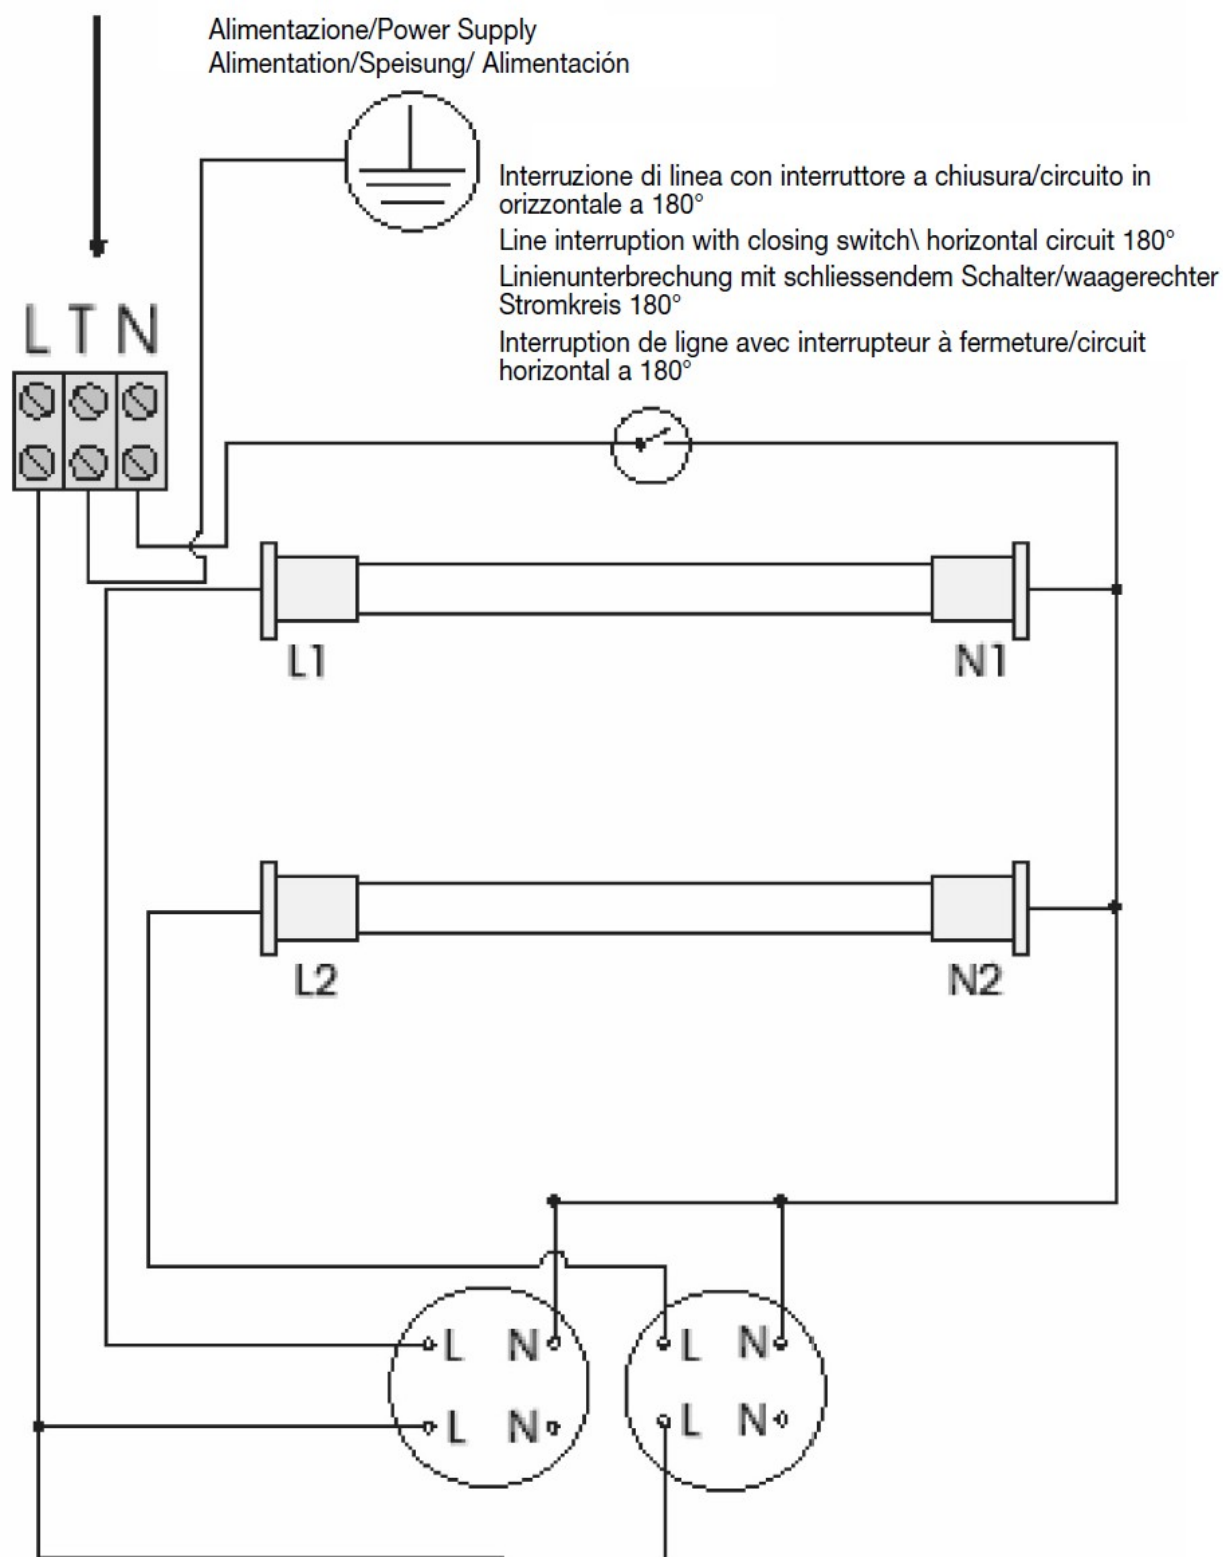 Alimentazione/Power Supply
Alimentation/Speisung/ Alimentación
Interruzione di linea con interruttore a chiusura/circuito in
orizzontale a 180°
Line interruption with closing switch\ horizontal circuit 180°
Linienunterbrechung mit schliessendem Schalter/waagerechter
Stromkreis 180°
Interruption de ligne avec interrupteur à fermeture/circuit
horizontal a 180°
L T N
L1 N1
L2 N2
L N L N
L N L N